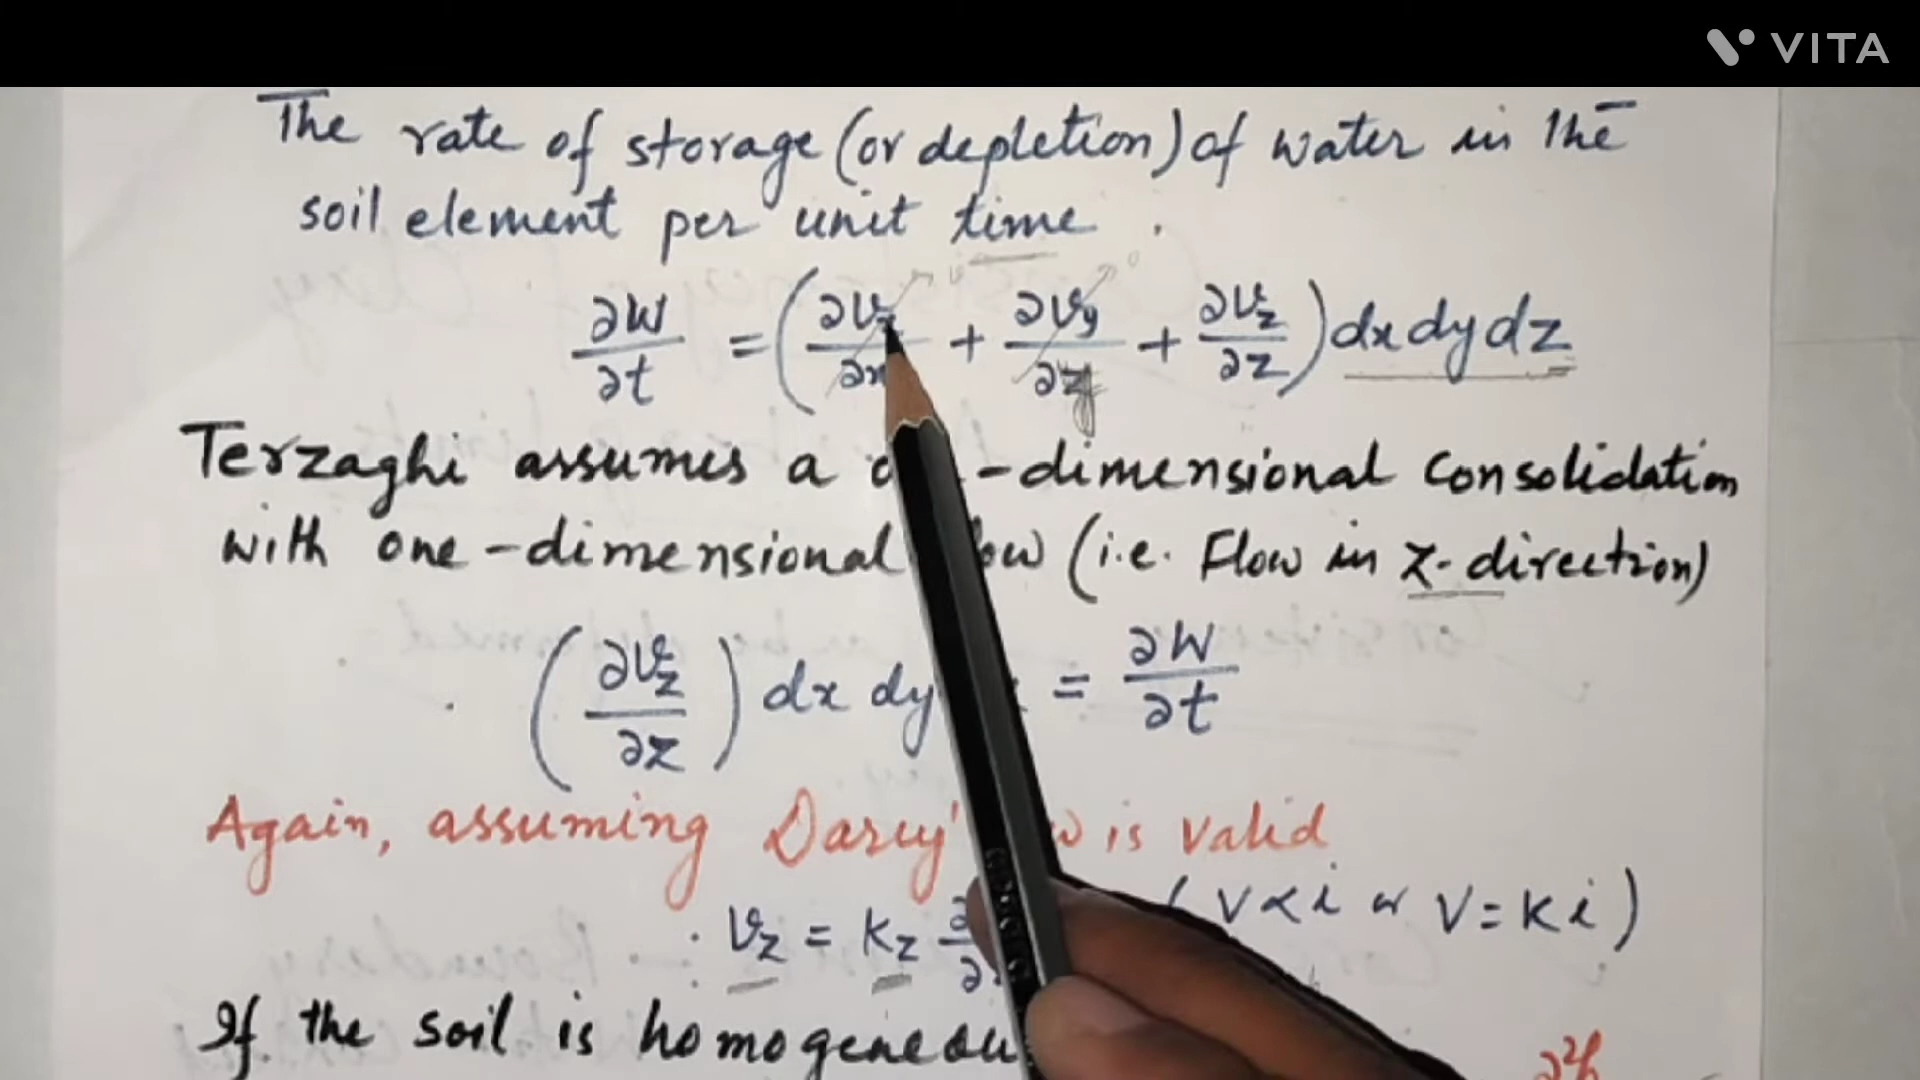 VITA
The rate of storage (or depletion) of water in the
soil element per unit time.
∂W/∂t = (∂Vx/∂x + ∂Vy/∂y + ∂Vz/∂z) dx dy dz
Terzaghi assumes a -dimensional consolidation
with one-dimensional (i.e. Flow in z-direction)
(∂Vz/∂z) dx dy = ∂W/∂t
Again, assuming Darcy' is valid
: Vz = Kz ∂ (V∝i or V=Ki)
If the soil is ∂²h